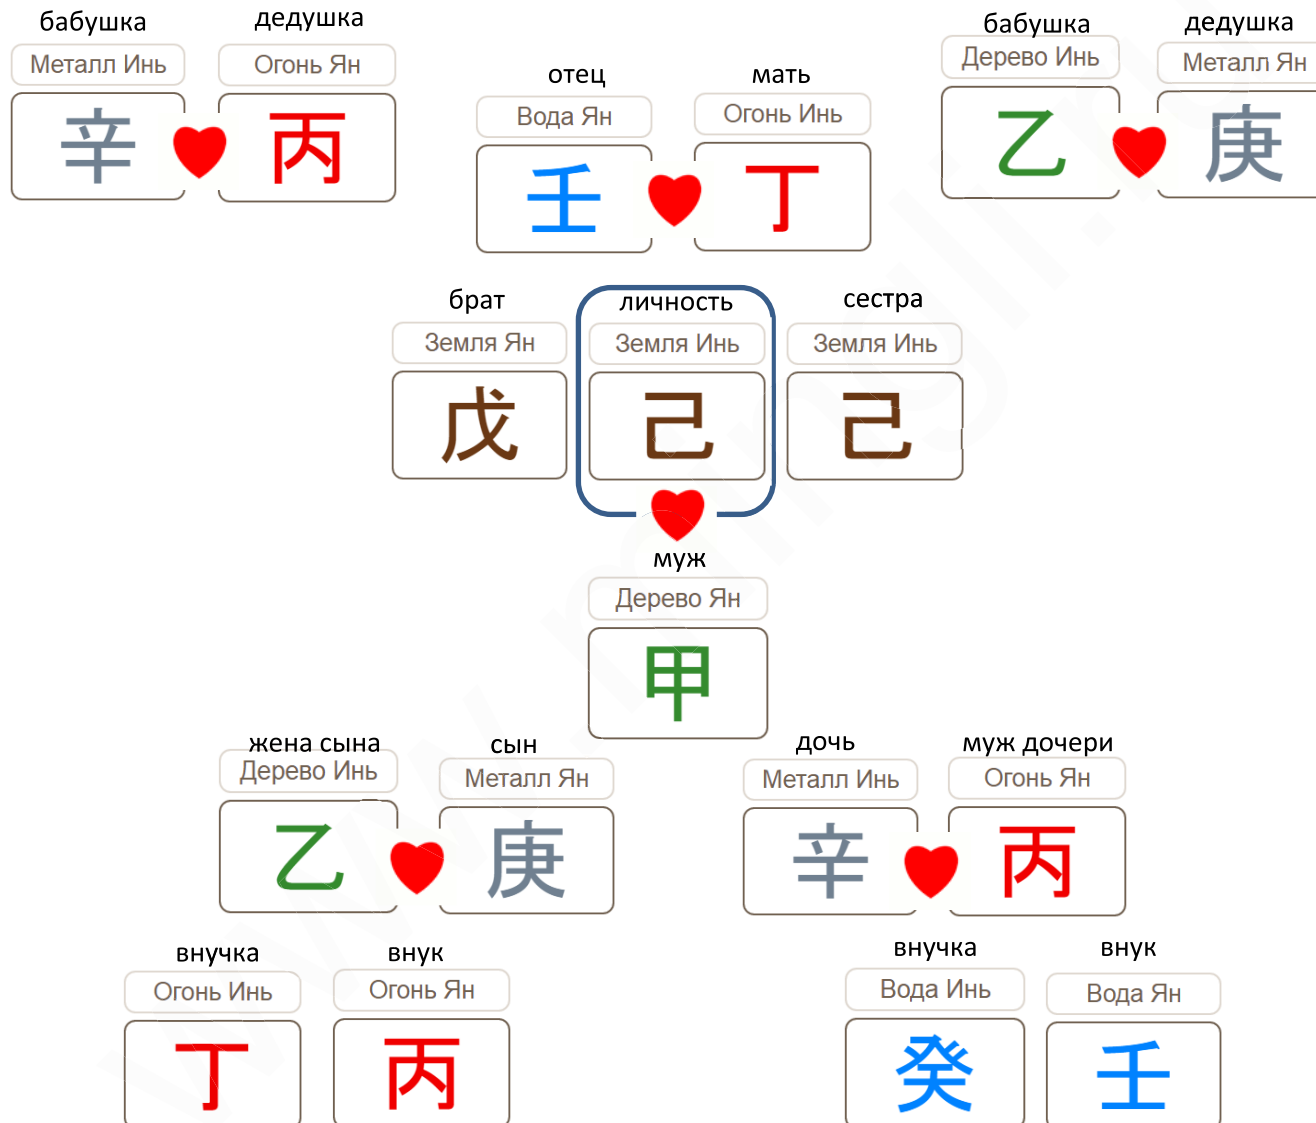 бабушка дедушка
Металл Инь Огонь Ян
辛 丙
отец мать
Вода Ян Огонь Инь
壬 丁
бабушка дедушка
Дерево Инь Металл Ян
乙 庚
брат личность сестра
Земля Ян Земля Инь Земля Инь
戊 己 己
муж
Дерево Ян
甲
жена сына сын
Дерево Инь Металл Ян
乙 庚
дочь муж дочери
Металл Инь Огонь Ян
辛 丙
внучка внук
Огонь Инь Огонь Ян
丁 丙
внучка внук
Вода Инь Вода Ян
癸 壬